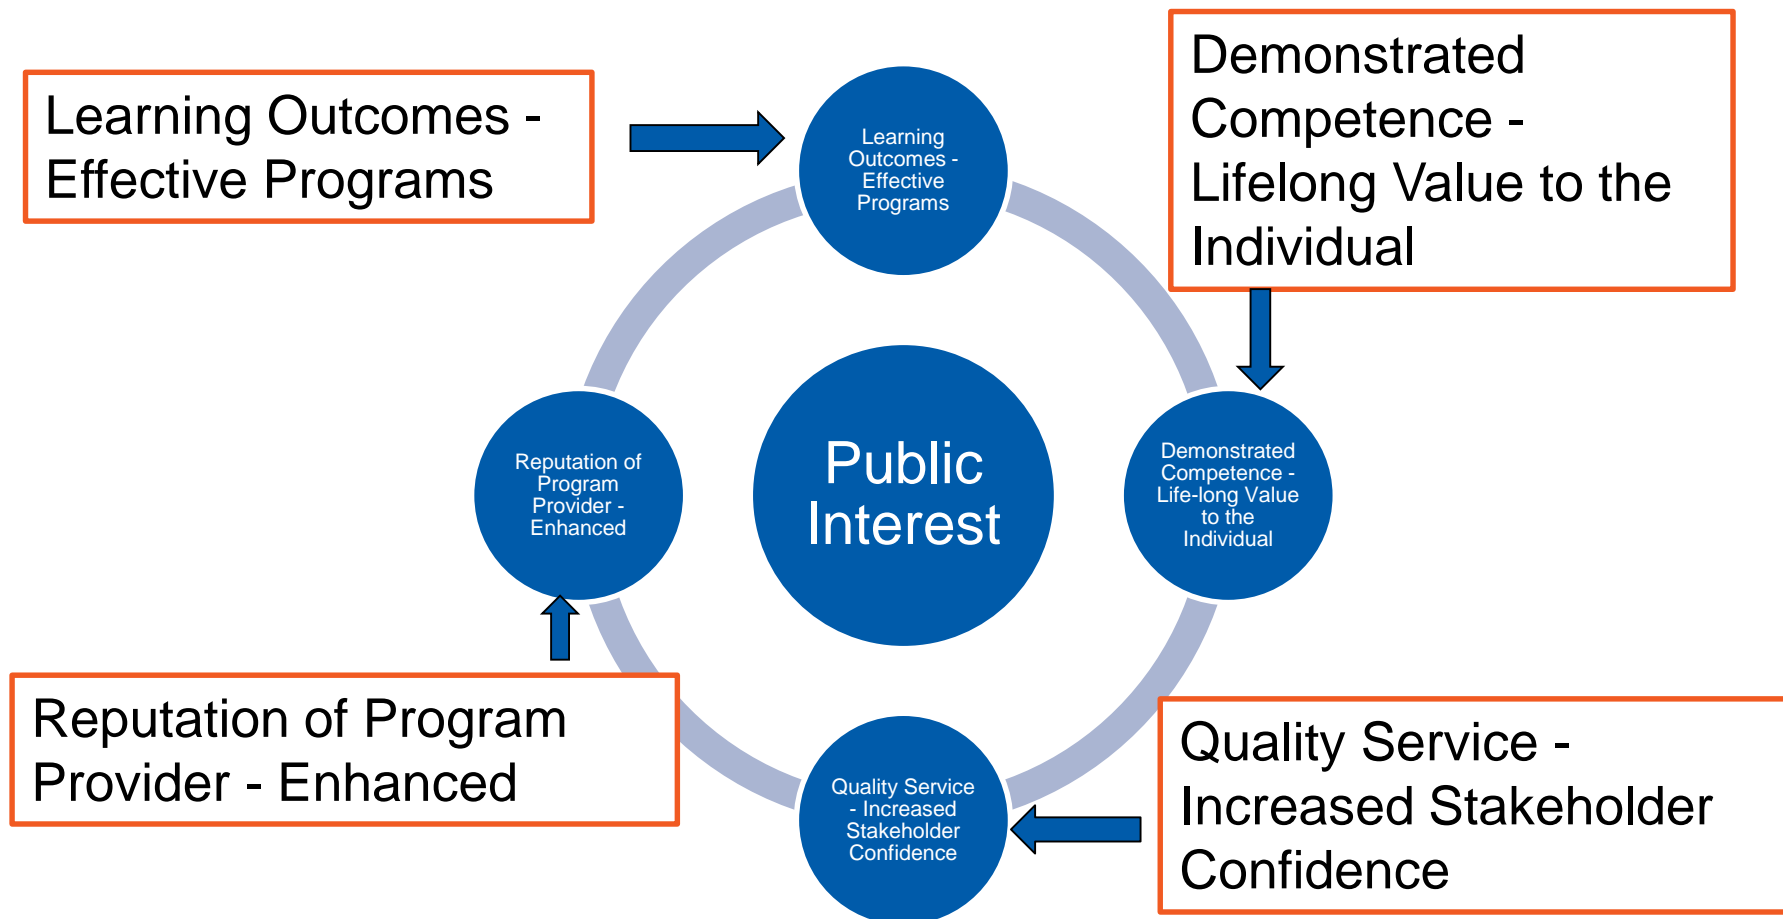 Learning Outcomes -
Effective Programs
Demonstrated
Competence -
Lifelong Value to the
Individual
Learning
Outcomes -
Effective
Programs
Reputation of
Program
Provider -
Enhanced
Public
Interest
Demonstrated
Competence -
Life-long Value
to the
Individual
Reputation of Program
Provider - Enhanced
Quality Service
- Increased
Stakeholder
Confidence
Quality Service -
Increased Stakeholder
Confidence